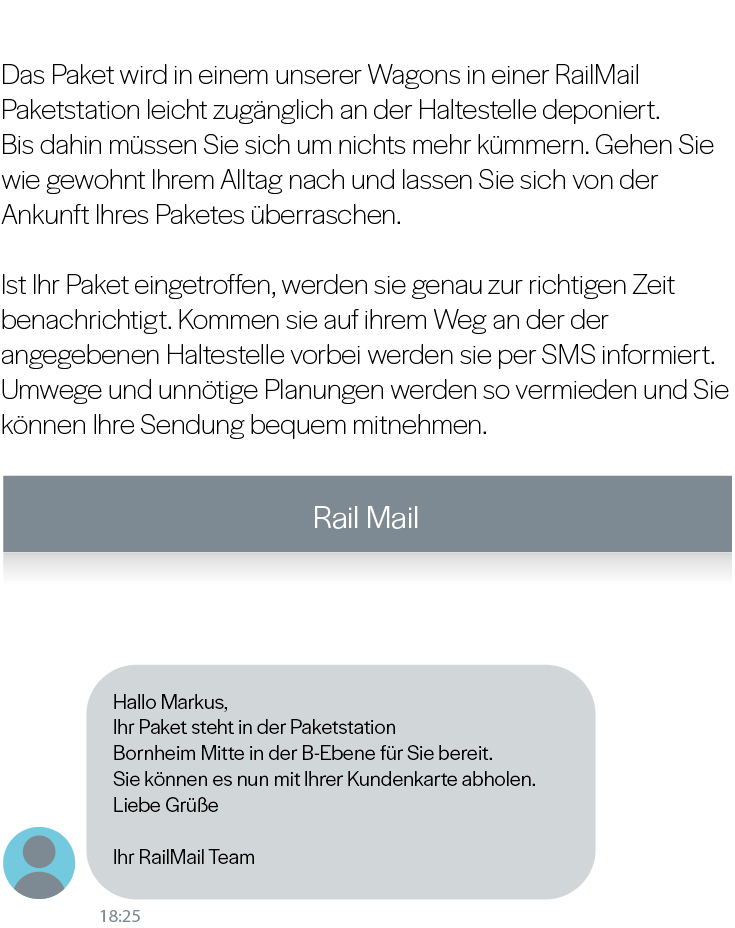 Das Paket wird in einem unserer Wagons in einer RailMail
Paketstation leicht zugänglich an der Haltestelle deponiert.
Bis dahin müssen Sie sich um nichts mehr kümmern. Gehen Sie
wie gewohnt Ihrem Alltag nach und lassen Sie sich von der
Ankunft Ihres Paketes überraschen.
Ist Ihr Paket eingetroffen, werden sie genau zur richtigen Zeit
benachrichtigt. Kommen sie auf ihrem Weg an der der
angegebenen Haltestelle vorbei werden sie per SMS informiert.
Umwege und unnötige Planungen werden so vermieden und Sie
können Ihre Sendung bequem mitnehmen.
Rail Mail
Hallo Markus,
Ihr Paket steht in der Paketstation
Bornheim Mitte in der B-Ebene für Sie bereit.
Sie können es nun mit Ihrer Kundenkarte abholen.
Liebe Grüße
Ihr RailMail Team
18:25